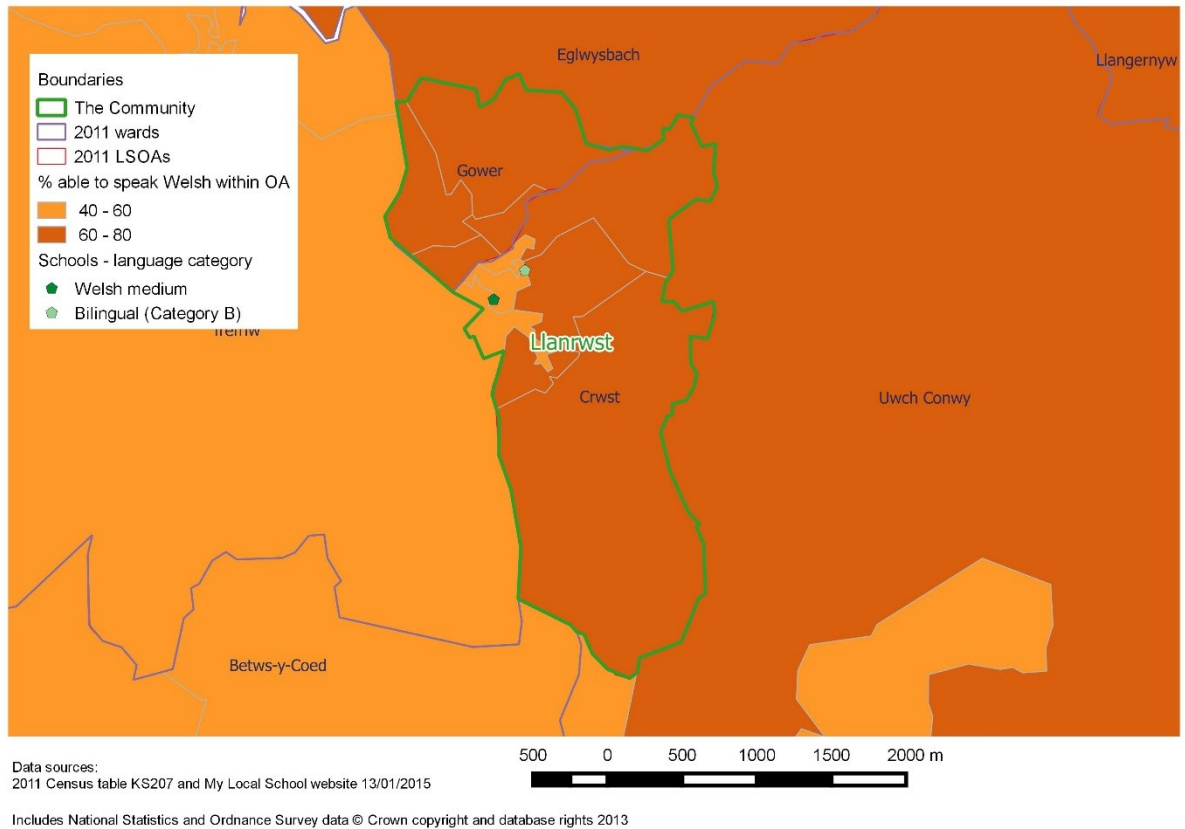 Eglwysbach
Llangernyw
Boundaries
The Community
2011 wards
2011 LSOAs
% able to speak Welsh within OA
40 - 60
60 - 80
Schools - language category
Welsh medium
Bilingual (Category B)
Gower
Llanrwst
Crwst
Uwch Conwy
Betws-y-Coed
500 0 500 1000 1500 2000 m
Data sources:
2011 Census table KS207 and My Local School website 13/01/2015
Includes National Statistics and Ordnance Survey data © Crown copyright and database rights 2013